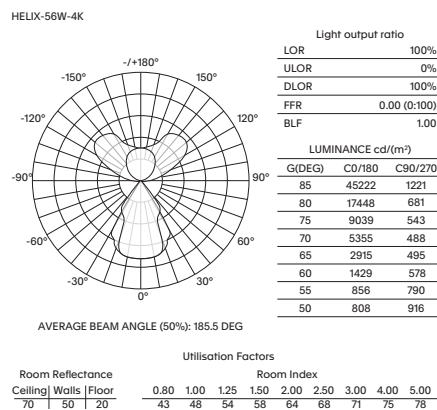 HELIX-56W-4K
-/+180°
-150°
150°
-120°
120°
-90°
90°
-60°
60°
-30°
30°
0°
AVERAGE BEAM ANGLE (50%): 185.5 DEG
Light output ratio
LOR 100%
ULOR 0%
DLOR 100%
FFR 0.00 (0:100)
BLF 1.00
LUMINANCE cd/(m²)
G(DEG) C0/180 C90/270
85 45222 1221
80 17448 681
75 9039 543
70 5355 488
65 2915 495
60 1429 578
55 856 790
50 808 916
Utilisation Factors
Room Reflectance Room Index
Ceiling Walls Floor 0.80 1.00 1.25 1.50 2.00 2.50 3.00 4.00 5.00
70 50 20 43 48 54 58 64 68 71 75 78